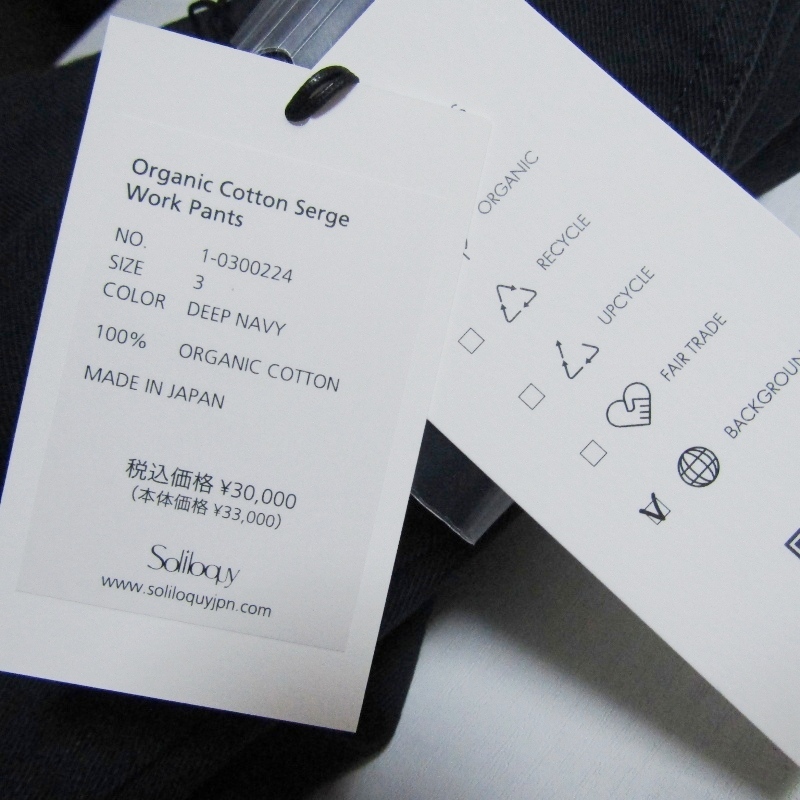 Organic Cotton Serge
Work Pants
NO. 1-0300224
SIZE 3
COLOR DEEP NAVY
100% ORGANIC COTTON
MADE IN JAPAN
税込価格 ¥30,000
(本体価格 ¥33,000)
Soliloquy
www.soliloquyjpn.com
ORGANIC
RECYCLE
UPCYCLE
FAIR TRADE